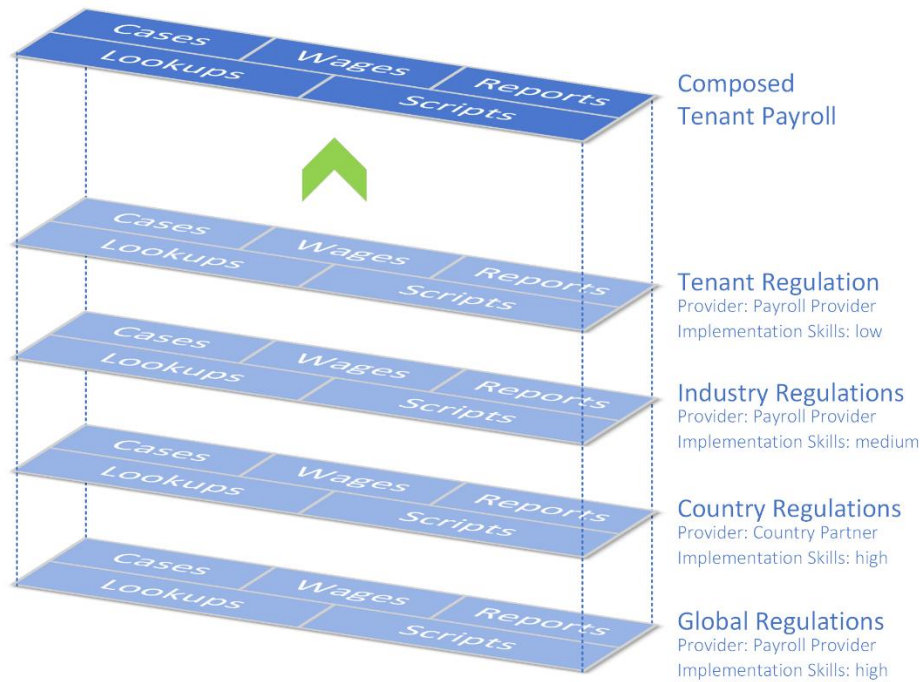 Cases Wages Reports
Lookups Scripts
Composed
Tenant Payroll
Cases Wages Reports
Lookups Scripts
Tenant Regulation
Provider: Payroll Provider
Implementation Skills: low
Cases Wages Reports
Lookups Scripts
Industry Regulations
Provider: Payroll Provider
Implementation Skills: medium
Cases Wages Reports
Lookups Scripts
Country Regulations
Provider: Country Partner
Implementation Skills: high
Cases Wages Reports
Lookups Scripts
Global Regulations
Provider: Payroll Provider
Implementation Skills: high